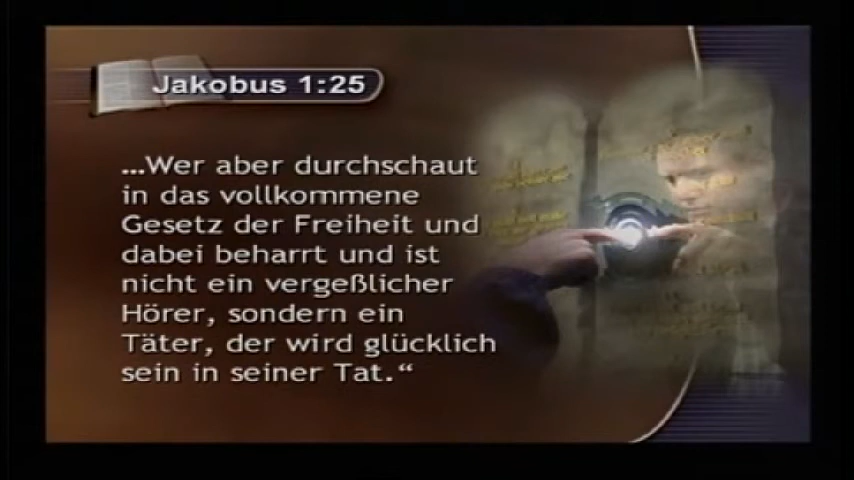 Jakobus 1:25
...Wer aber durchschaut
in das vollkommene
Gesetz der Freiheit und
dabei beharrt und ist
nicht ein vergeßlicher
Hörer, sondern ein
Täter, der wird glücklich
sein in seiner Tat.“